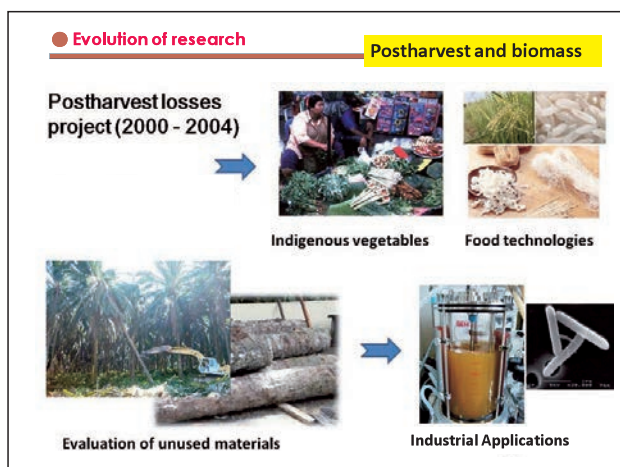 Evolution of research
Postharvest and biomass
Postharvest losses
project (2000 - 2004)
Indigenous vegetables
Food technologies
Evaluation of unused materials
Industrial Applications